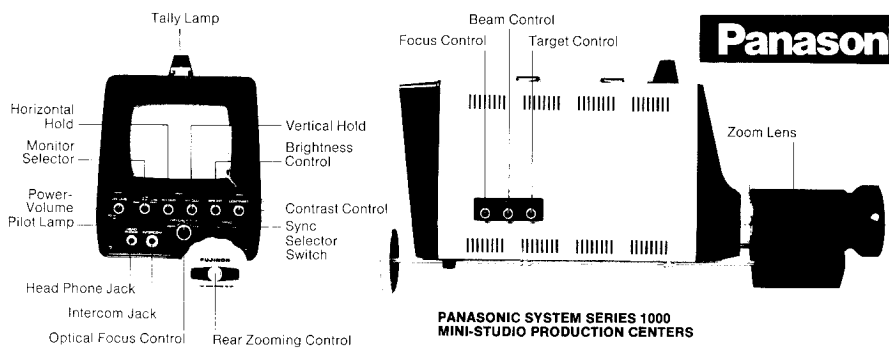 Tally Lamp
Horizontal
Hold
Monitor
Selector
Power-
Volume
Pilot Lamp
Head Phone Jack
Intercom Jack
Optical Focus Control
Rear Zooming Control
Vertical Hold
Brightness
Control
Contrast Control
Sync
Selector
Switch
FUJINON
Beam Control
Focus Control
Target Control
Panason
Zoom Lens
PANASONIC SYSTEM SERIES 1000
MINI-STUDIO PRODUCTION CENTERS